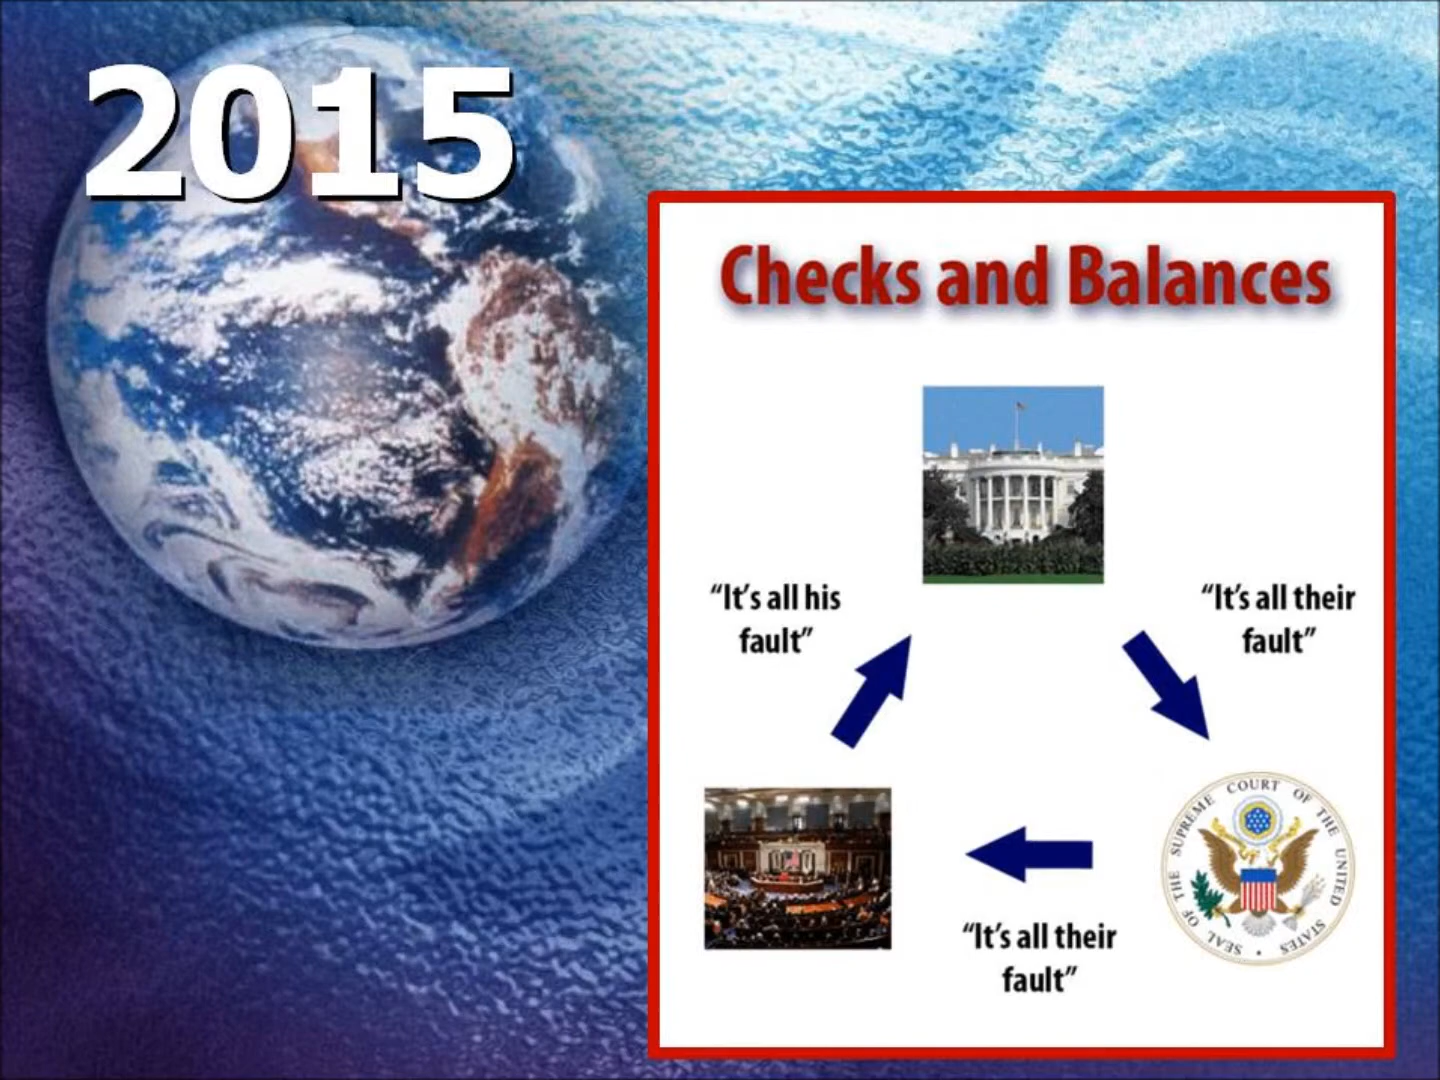 2015
Checks and Balances
“It’s all his
fault”
“It’s all their
fault”
SEAL OF THE SUPREME COURT OF THE UNITED STATES
“It’s all their
fault”